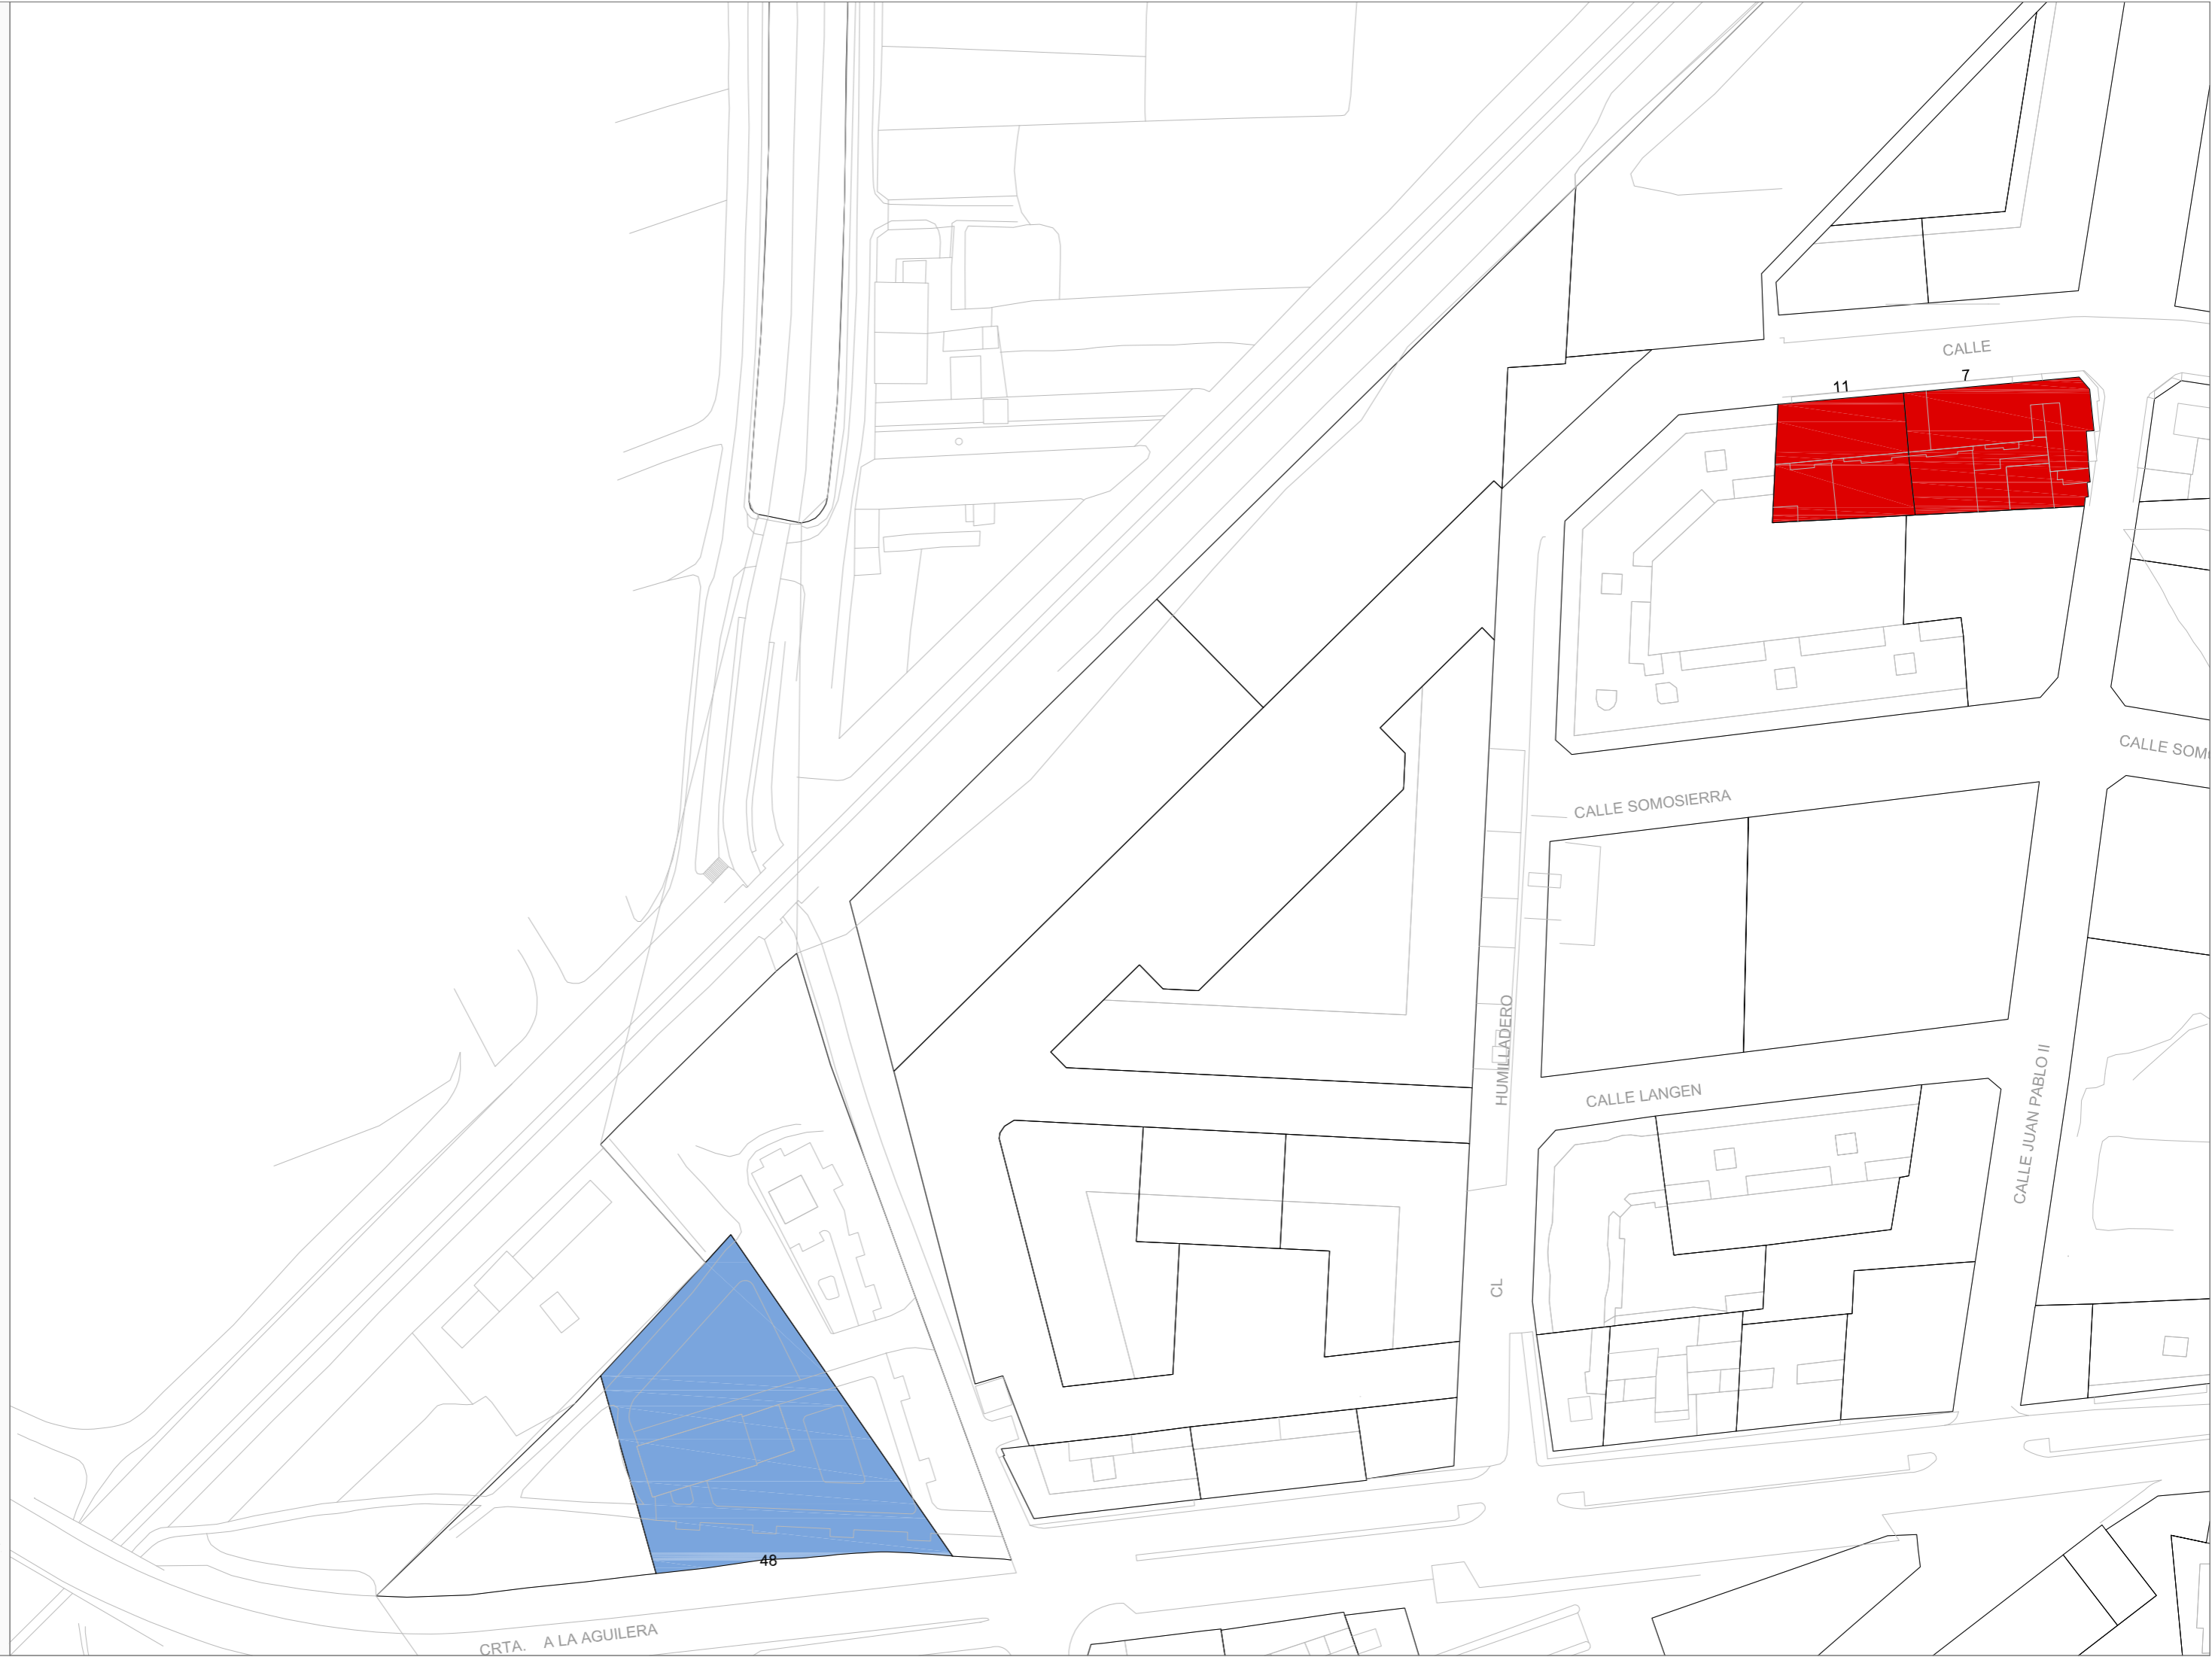 CALLE
7
11
CALLE SOM
CALLE SOMOSIERRA
HUMILLADERO
CALLE LANGEN
CALLE JUAN PABLO II
CL
48
CRTA. A LA AGUILERA